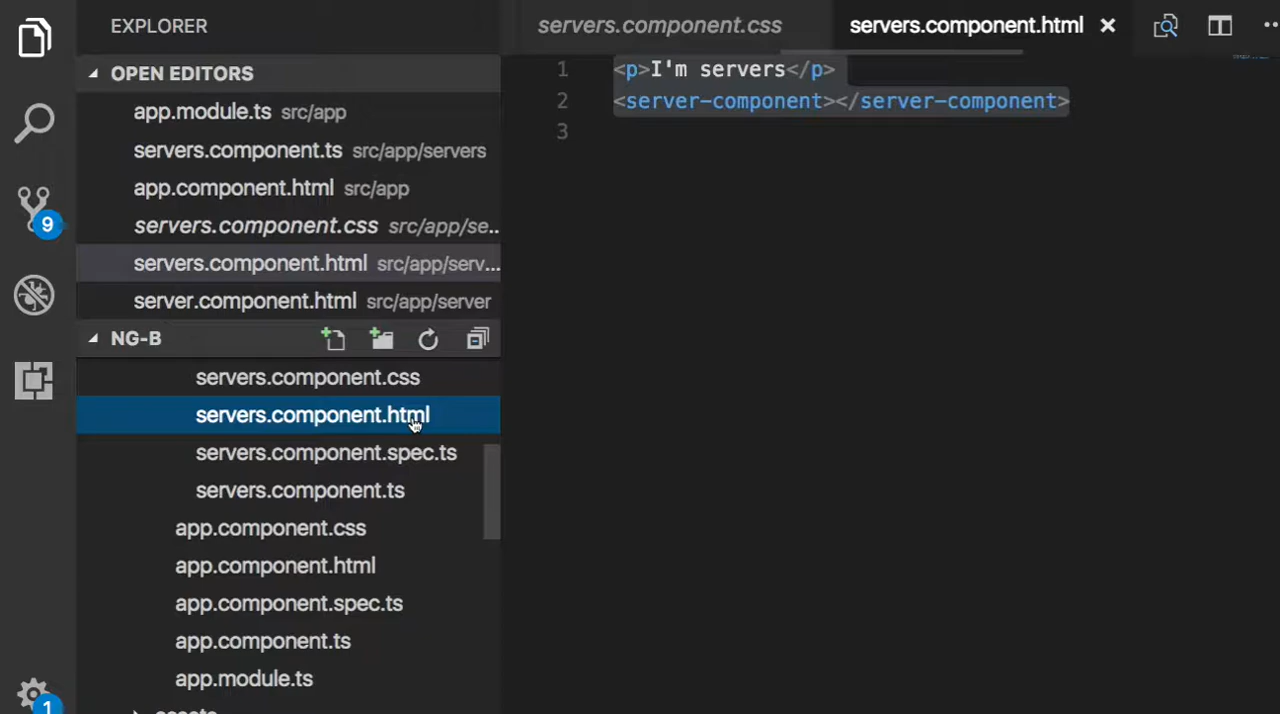 EXPLORER
OPEN EDITORS
app.module.ts src/app
servers.component.ts src/app/servers
app.component.html src/app
servers.component.css src/app/se...
servers.component.html src/app/serv...
server.component.html src/app/server
NG-B
servers.component.css
servers.component.html
servers.component.spec.ts
servers.component.ts
app.component.css
app.component.html
app.component.spec.ts
app.component.ts
app.module.ts
assets
9
1
servers.component.css
servers.component.html
1 <p>I'm servers</p>
2 <server-component></server-component>
3